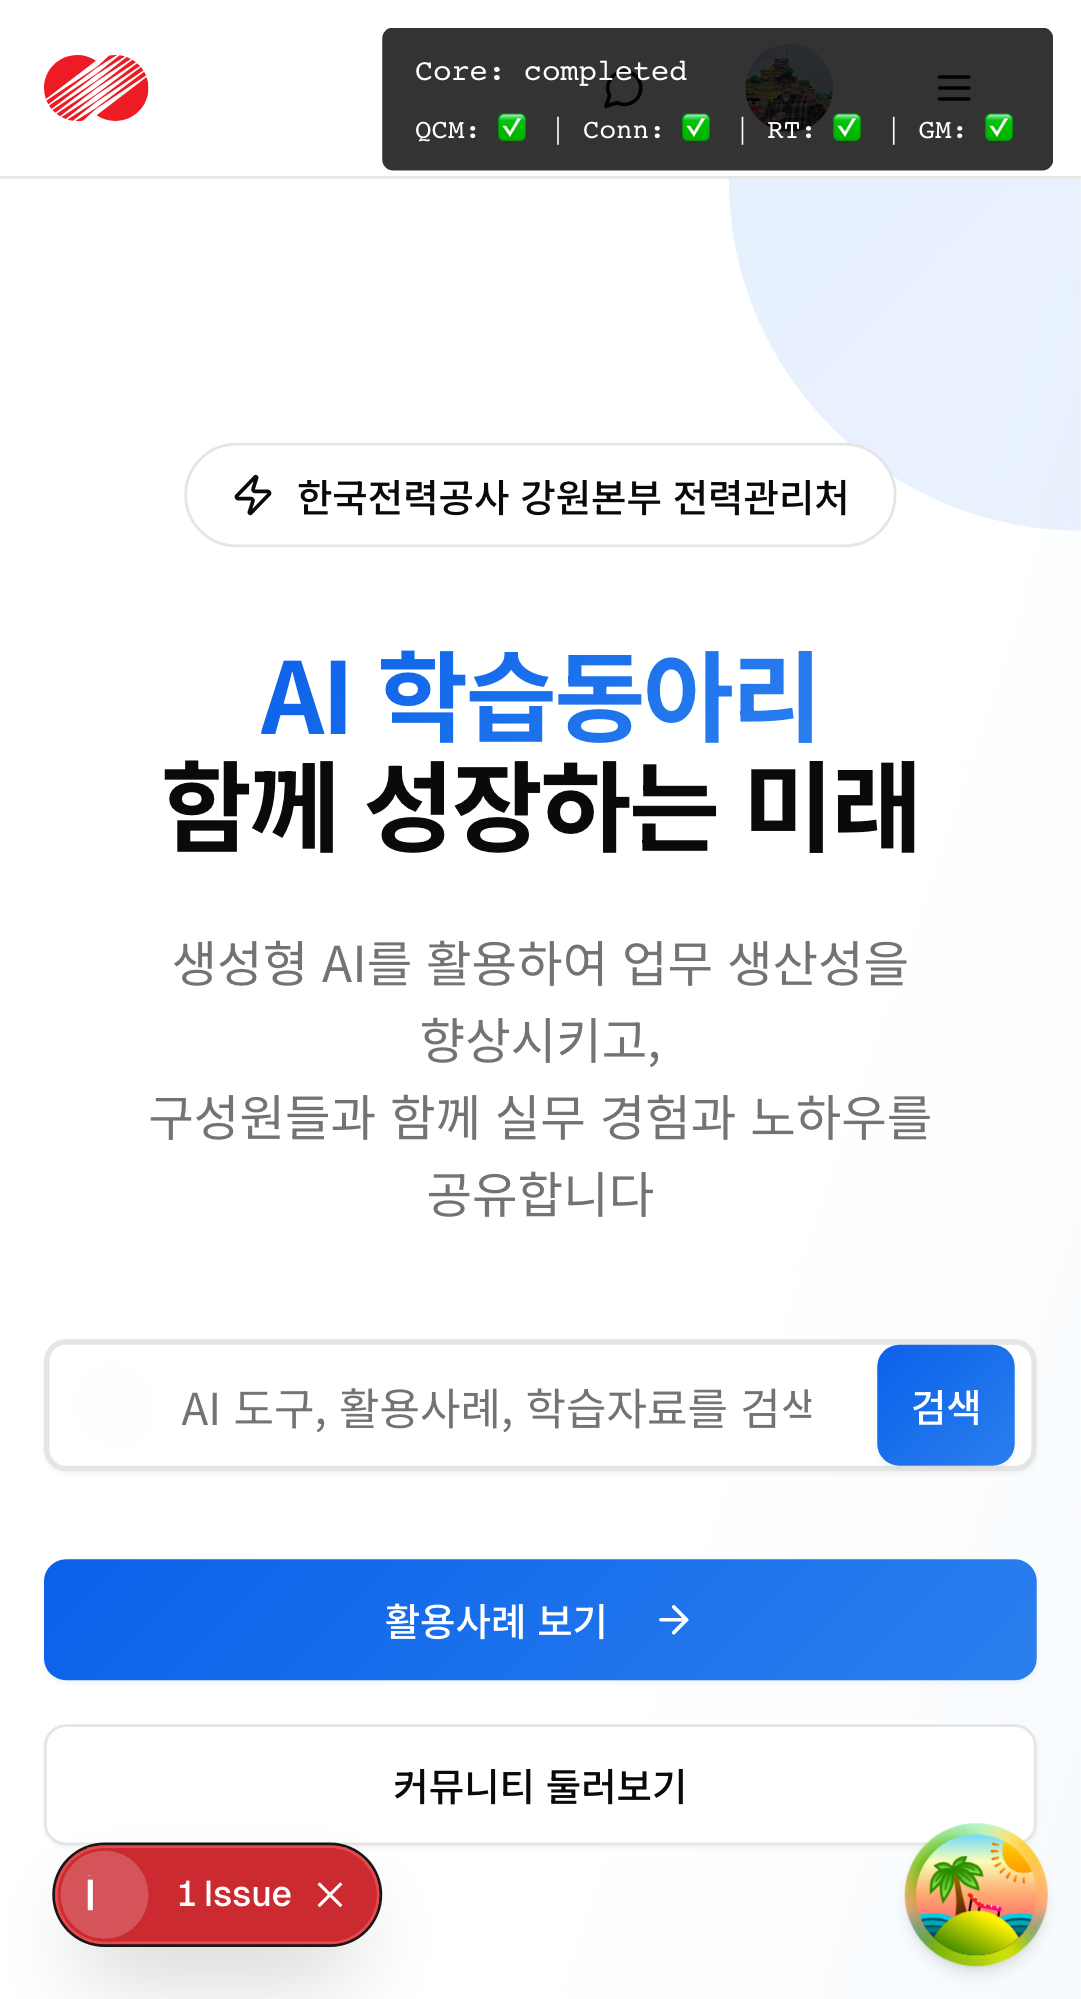 Core: completed
QCM: ✅ | Conn: ✅ | RT: ✅ | GM: ✅
한국전력공사 강원본부 전력관리처
AI 학습동아리
함께 성장하는 미래
생성형 AI를 활용하여 업무 생산성을
향상시키고,
구성원들과 함께 실무 경험과 노하우를
공유합니다
AI 도구, 활용사례, 학습자료를 검색
검색
활용사례 보기 →
커뮤니티 둘러보기
1 Issue ×